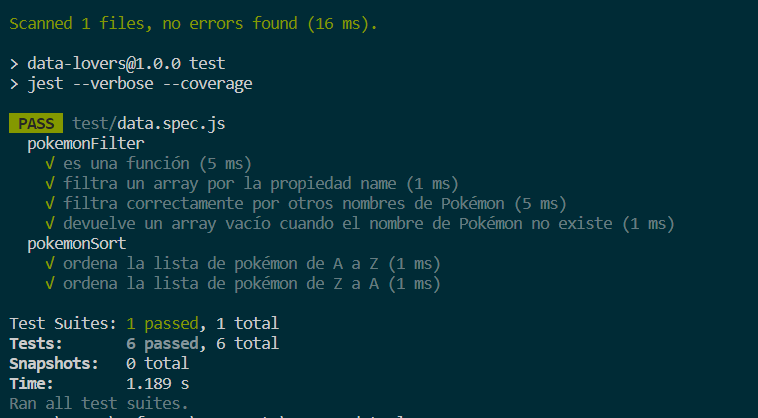 Scanned 1 files, no errors found (16 ms).
> data-lovers@1.0.0 test
> jest --verbose --coverage
PASS test/data.spec.js
pokemonFilter
√ es una función (5 ms)
√ filtra un array por la propiedad name (1 ms)
√ filtra correctamente por otros nombres de Pokémon (5 ms)
√ devuelve un array vacío cuando el nombre de Pokémon no existe (1 ms)
pokemonSort
√ ordena la lista de pokémon de A a Z (1 ms)
√ ordena la lista de pokémon de Z a A (1 ms)
Test Suites: 1 passed, 1 total
Tests: 6 passed, 6 total
Snapshots: 0 total
Time: 1.189 s
Ran all test suites.